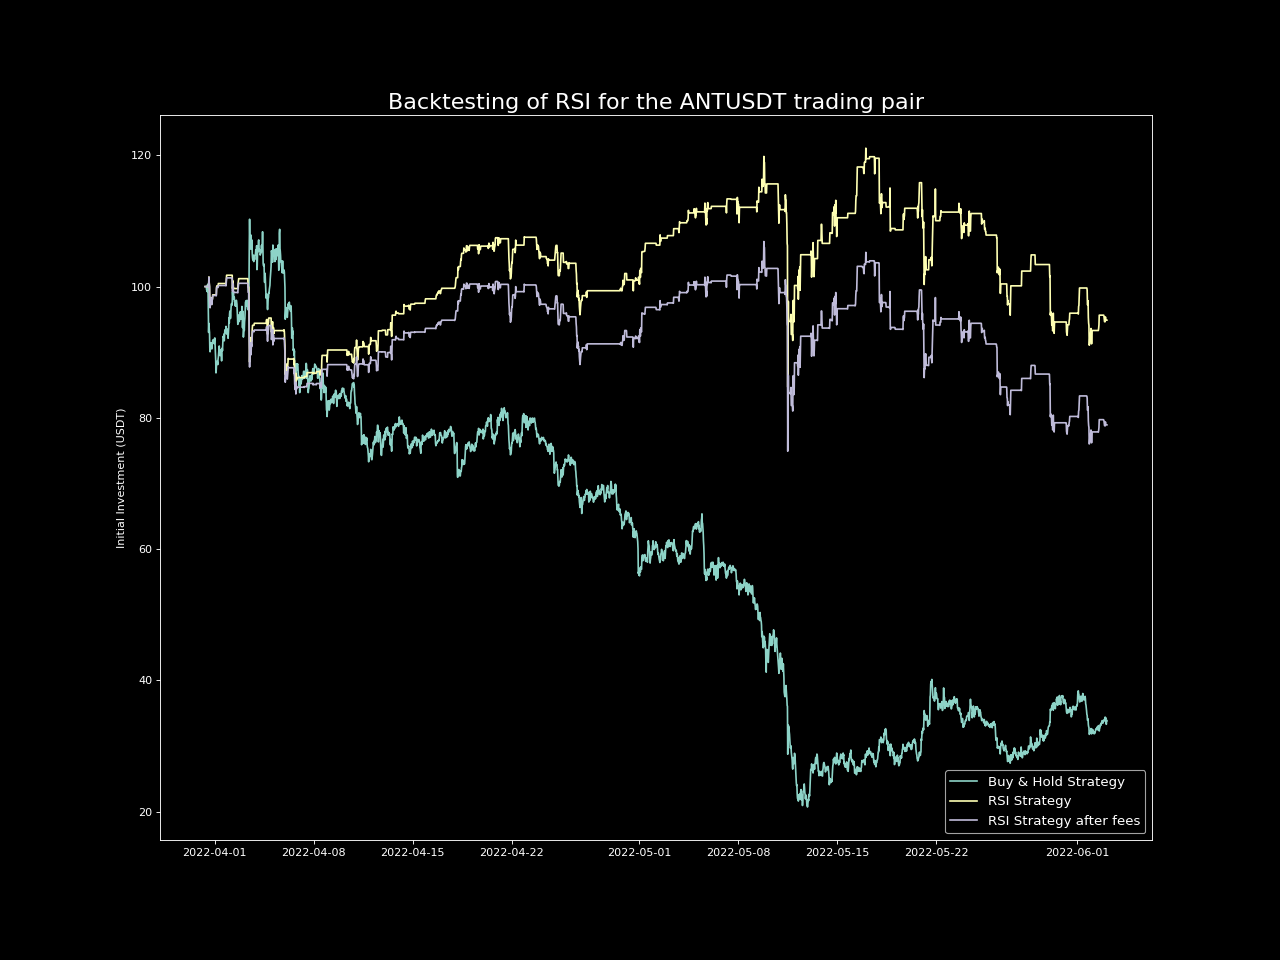 Backtesting of RSI for the ANTUSDT trading pair
Initial Investment (USDT)
120
100
80
60
40
20
2022-04-01 2022-04-08 2022-04-15 2022-04-22 2022-05-01 2022-05-08 2022-05-15 2022-05-22 2022-06-01
Buy & Hold Strategy
RSI Strategy
RSI Strategy after fees